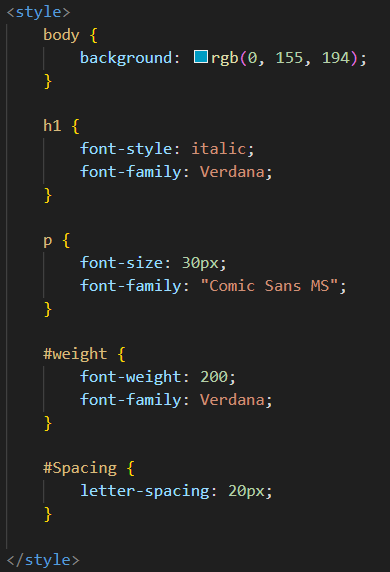 <style>
body {
background: rgb(0, 155, 194);
}
h1 {
font-style: italic;
font-family: Verdana;
}
p {
font-size: 30px;
font-family: "Comic Sans MS";
}
#weight {
font-weight: 200;
font-family: Verdana;
}
#Spacing {
letter-spacing: 20px;
}
</style>